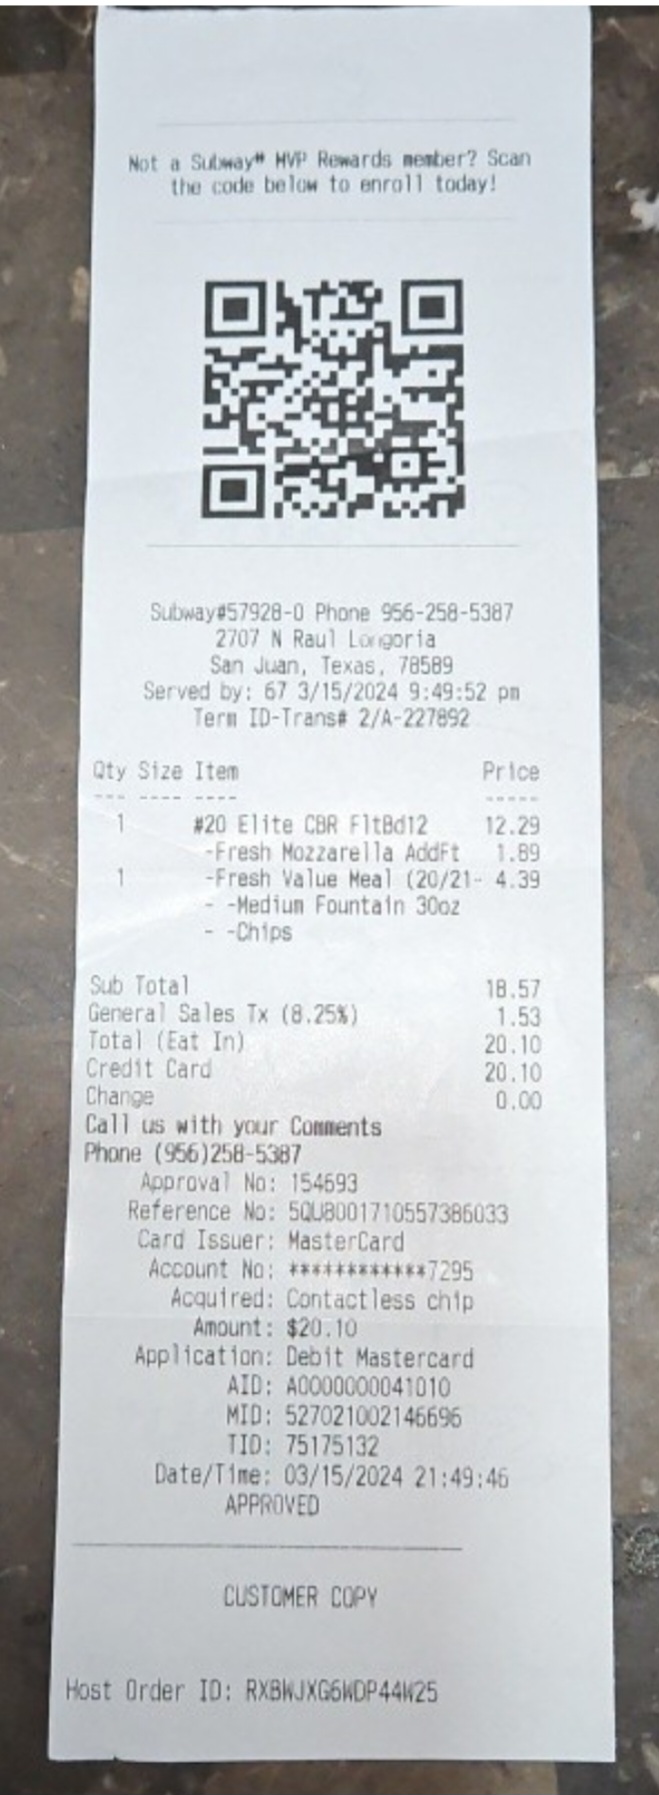 Not a Subway® MVP Rewards member? Scan
the code below to enroll today!
Subway#57928-0 Phone 956-258-5387
2707 N Raul Longoria
San Juan, Texas, 78589
Served by: 67 3/15/2024 9:49:52 pm
Term ID-Trans# 2/A-227892
Qty Size Item Price
--- ---- ---- -----
1 #20 Elite CBR FltBd12 12.29
-Fresh Mozzarella AddFt 1.89
1 -Fresh Value Meal (20/21- 4.39
- -Medium Fountain 30oz
- -Chips
Sub Total 18.57
General Sales Tx (8.25%) 1.53
Total (Eat In) 20.10
Credit Card 20.10
Change 0.00
Call us with your Comments
Phone (956)258-5387
Approval No: 154693
Reference No: 5QU8001710557386033
Card Issuer: MasterCard
Account No: ************7295
Acquired: Contactless chip
Amount: $20.10
Application: Debit Mastercard
AID: A0000000041010
MID: 527021002146696
TID: 75175132
Date/Time: 03/15/2024 21:49:46
APPROVED
CUSTOMER COPY
Host Order ID: RXBWJXG6WDP44W25